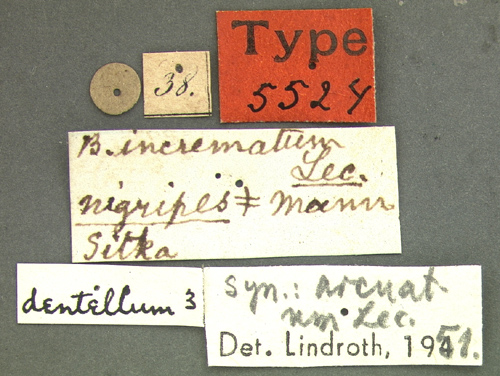 38.
Type
5524
B. incrematum
Lec.
nigripes ‡ Mann
Sitka
dentellum 3
Syn.: arcuat
um Lec.
Det. Lindroth, 1951.